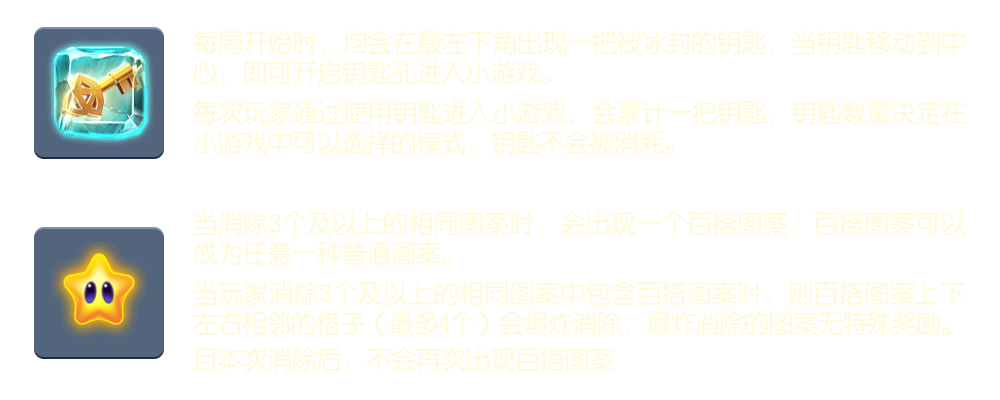 每局开始时，均会在最左下角出现一把被冰封的钥匙，当钥匙移动到中
心，即可开启钥匙孔进入小游戏。
每次玩家通过使用钥匙进入小游戏，会累计一把钥匙，钥匙数量决定在
小游戏中可以选择的模式，钥匙不会被消耗。
当消除3个及以上的相同图案时，会出现一个百搭图案，百搭图案可以
成为任意一种普通图案。
当玩家消除3个及以上的相同图案中包含百搭图案时，则百搭图案上下
左右相邻的格子（最多4个）会爆炸消除，爆炸消除的图案无特殊奖励。
且本次消除后，不会再次出现百搭图案